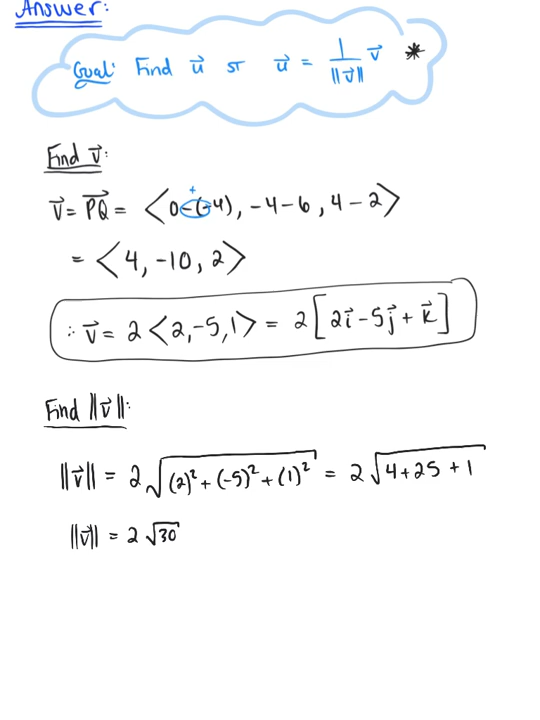 Answer:
Goal: Find u⃗ st u⃗ = 1/||v⃗|| v⃗ *
Find v⃗:
v⃗ = PQ⃗ = <0-(-4), -4-6, 4-2>
+
= <4, -10, 2>
∴ v⃗ = 2<2,-5,1> = 2[2i⃗ -5j⃗ + k⃗]
Find ||v⃗||:
||v⃗|| = 2√((2)² + (-5)² + (1)²) = 2√(4+25+1)
||v⃗|| = 2√30